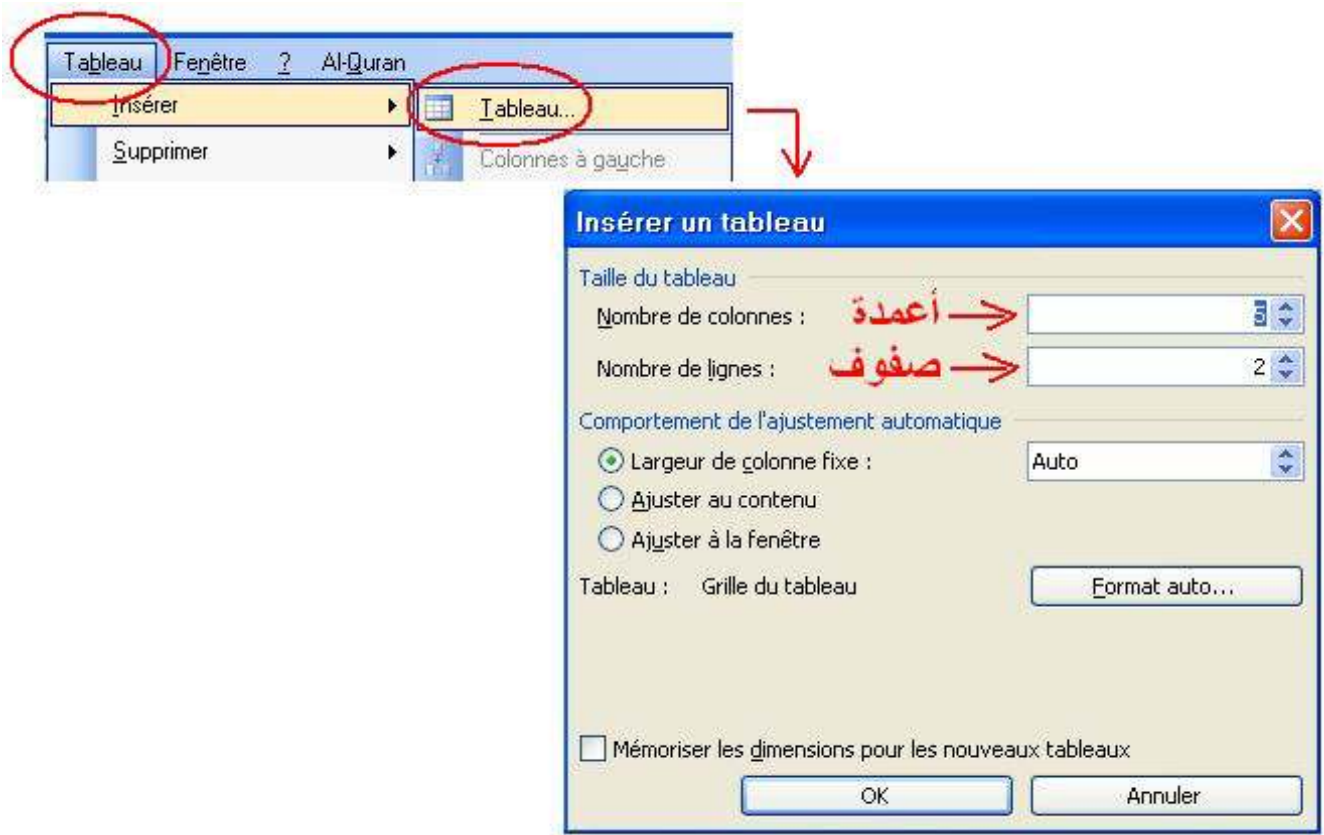 Tableau Fenêtre ? Al-Quran
Insérer Tableau...
Supprimer Colonnes à gauche
Insérer un tableau
Taille du tableau
Nombre de colonnes : أعمدة 5
Nombre de lignes : صفوف 2
Comportement de l'ajustement automatique
Largeur de colonne fixe : Auto
Ajuster au contenu
Ajuster à la fenêtre
Tableau : Grille du tableau Format auto...
Mémoriser les dimensions pour les nouveaux tableaux
OK Annuler